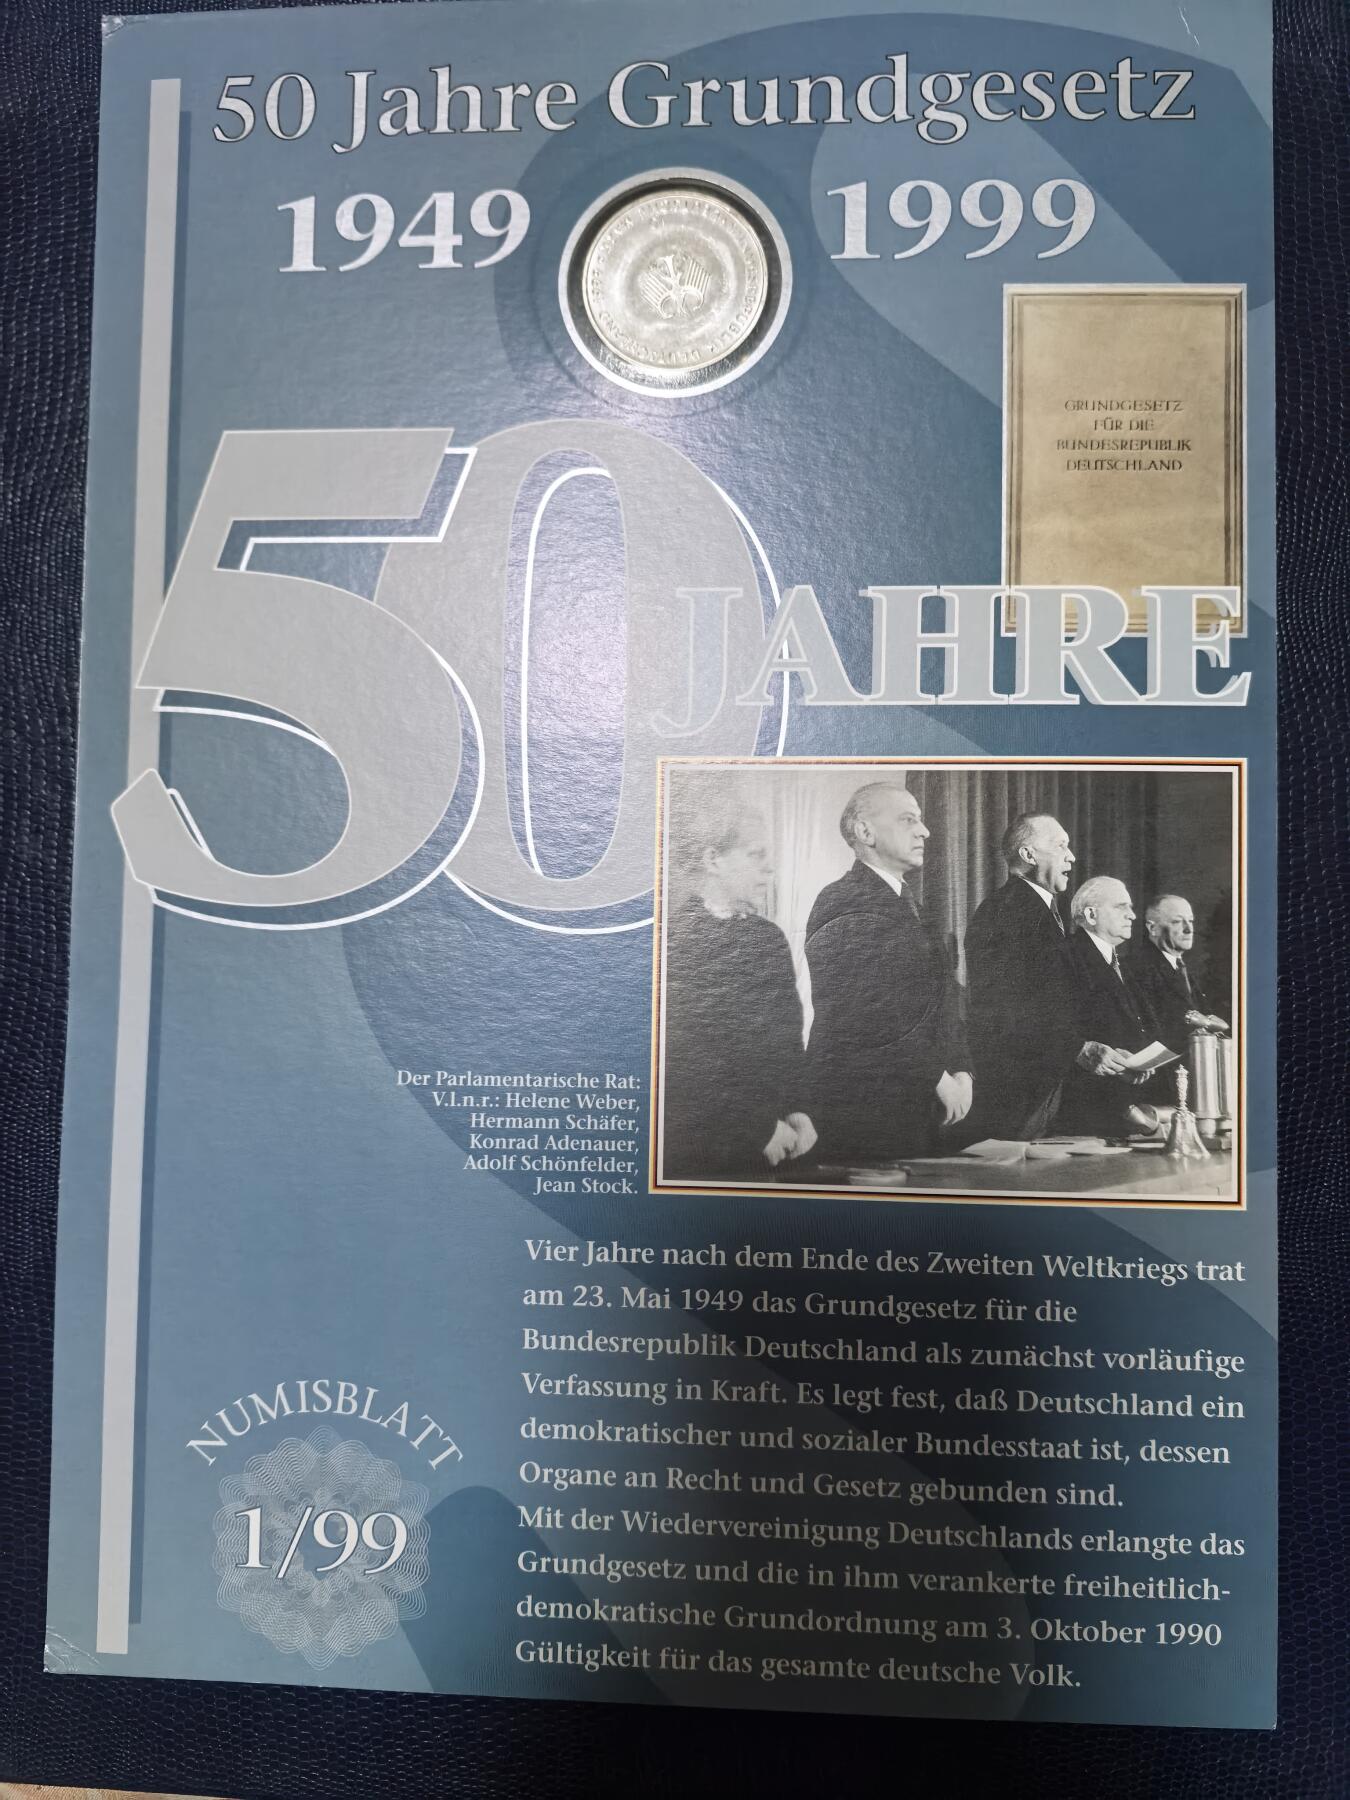 50 Jahre Grundgesetz
1949 1999
GRUNDGESETZ
FÜR DIE
BUNDESREPUBLIK
DEUTSCHLAND
50 JAHRE
Der Parlamentarische Rat:
V.l.n.r.: Helene Weber,
Hermann Schäfer,
Konrad Adenauer,
Adolf Schönfelder,
Jean Stock.
Vier Jahre nach dem Ende des Zweiten Weltkriegs trat
am 23. Mai 1949 das Grundgesetz für die
Bundesrepublik Deutschland als zunächst vorläufige
Verfassung in Kraft. Es legt fest, daß Deutschland ein
demokratischer und sozialer Bundesstaat ist, dessen
Organe an Recht und Gesetz gebunden sind.
Mit der Wiedervereinigung Deutschlands erlangte das
Grundgesetz und die in ihm verankerte freiheitlich-
demokratische Grundordnung am 3. Oktober 1990
Gültigkeit für das gesamte deutsche Volk.
NUMISBLATT
1/99